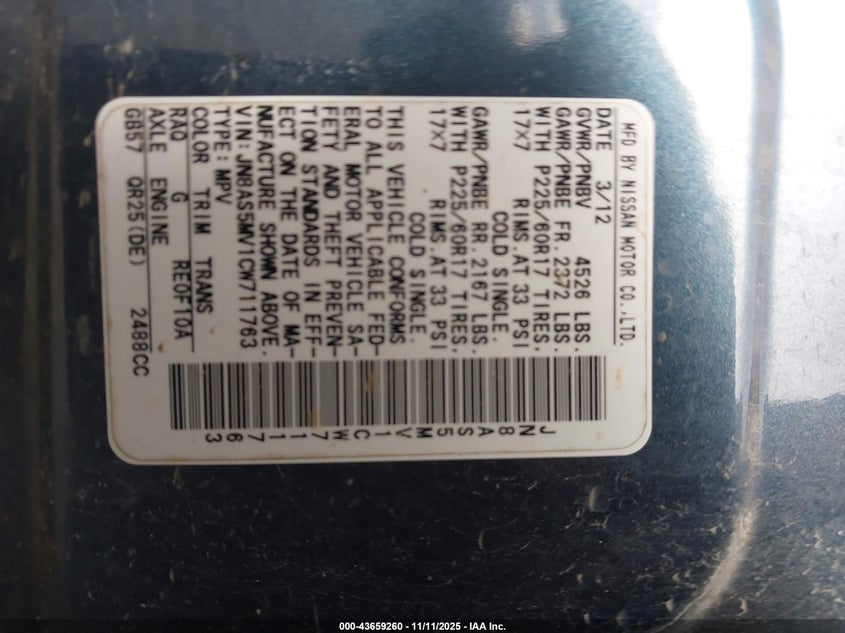 MFD BY NISSAN MOTOR CO.,LTD.
DATE 3/12
GVWR/PNBV 4526 LBS.
GAWR/PNBE FR. 2372 LBS.
WITH P225/60R17 TIRES,
17X7 RIMS,AT 33 PSI
COLD SINGLE.
GAWR/PNBE RR. 2167 LBS.
WITH P225/60R17 TIRES,
17X7 RIMS,AT 33 PSI
COLD SINGLE.
THIS VEHICLE CONFORMS
TO ALL APPLICABLE FED-
ERAL MOTOR VEHICLE SA-
FETY AND THEFT PREVEN-
TION STANDARDS IN EFF-
ECT ON THE DATE OF MA-
NUFACTURE SHOWN ABOVE.
VIN:JN8AS5MV1CW711763
TYPE:MPV
COLOR TRIM TRANS
RAQ G RE0F10A
AXLE ENGINE
GB57 QR25(DE) 2488CC
JN8AS5MV1CW711763
000-43659260 - 11/11/2025 - IAA Inc.